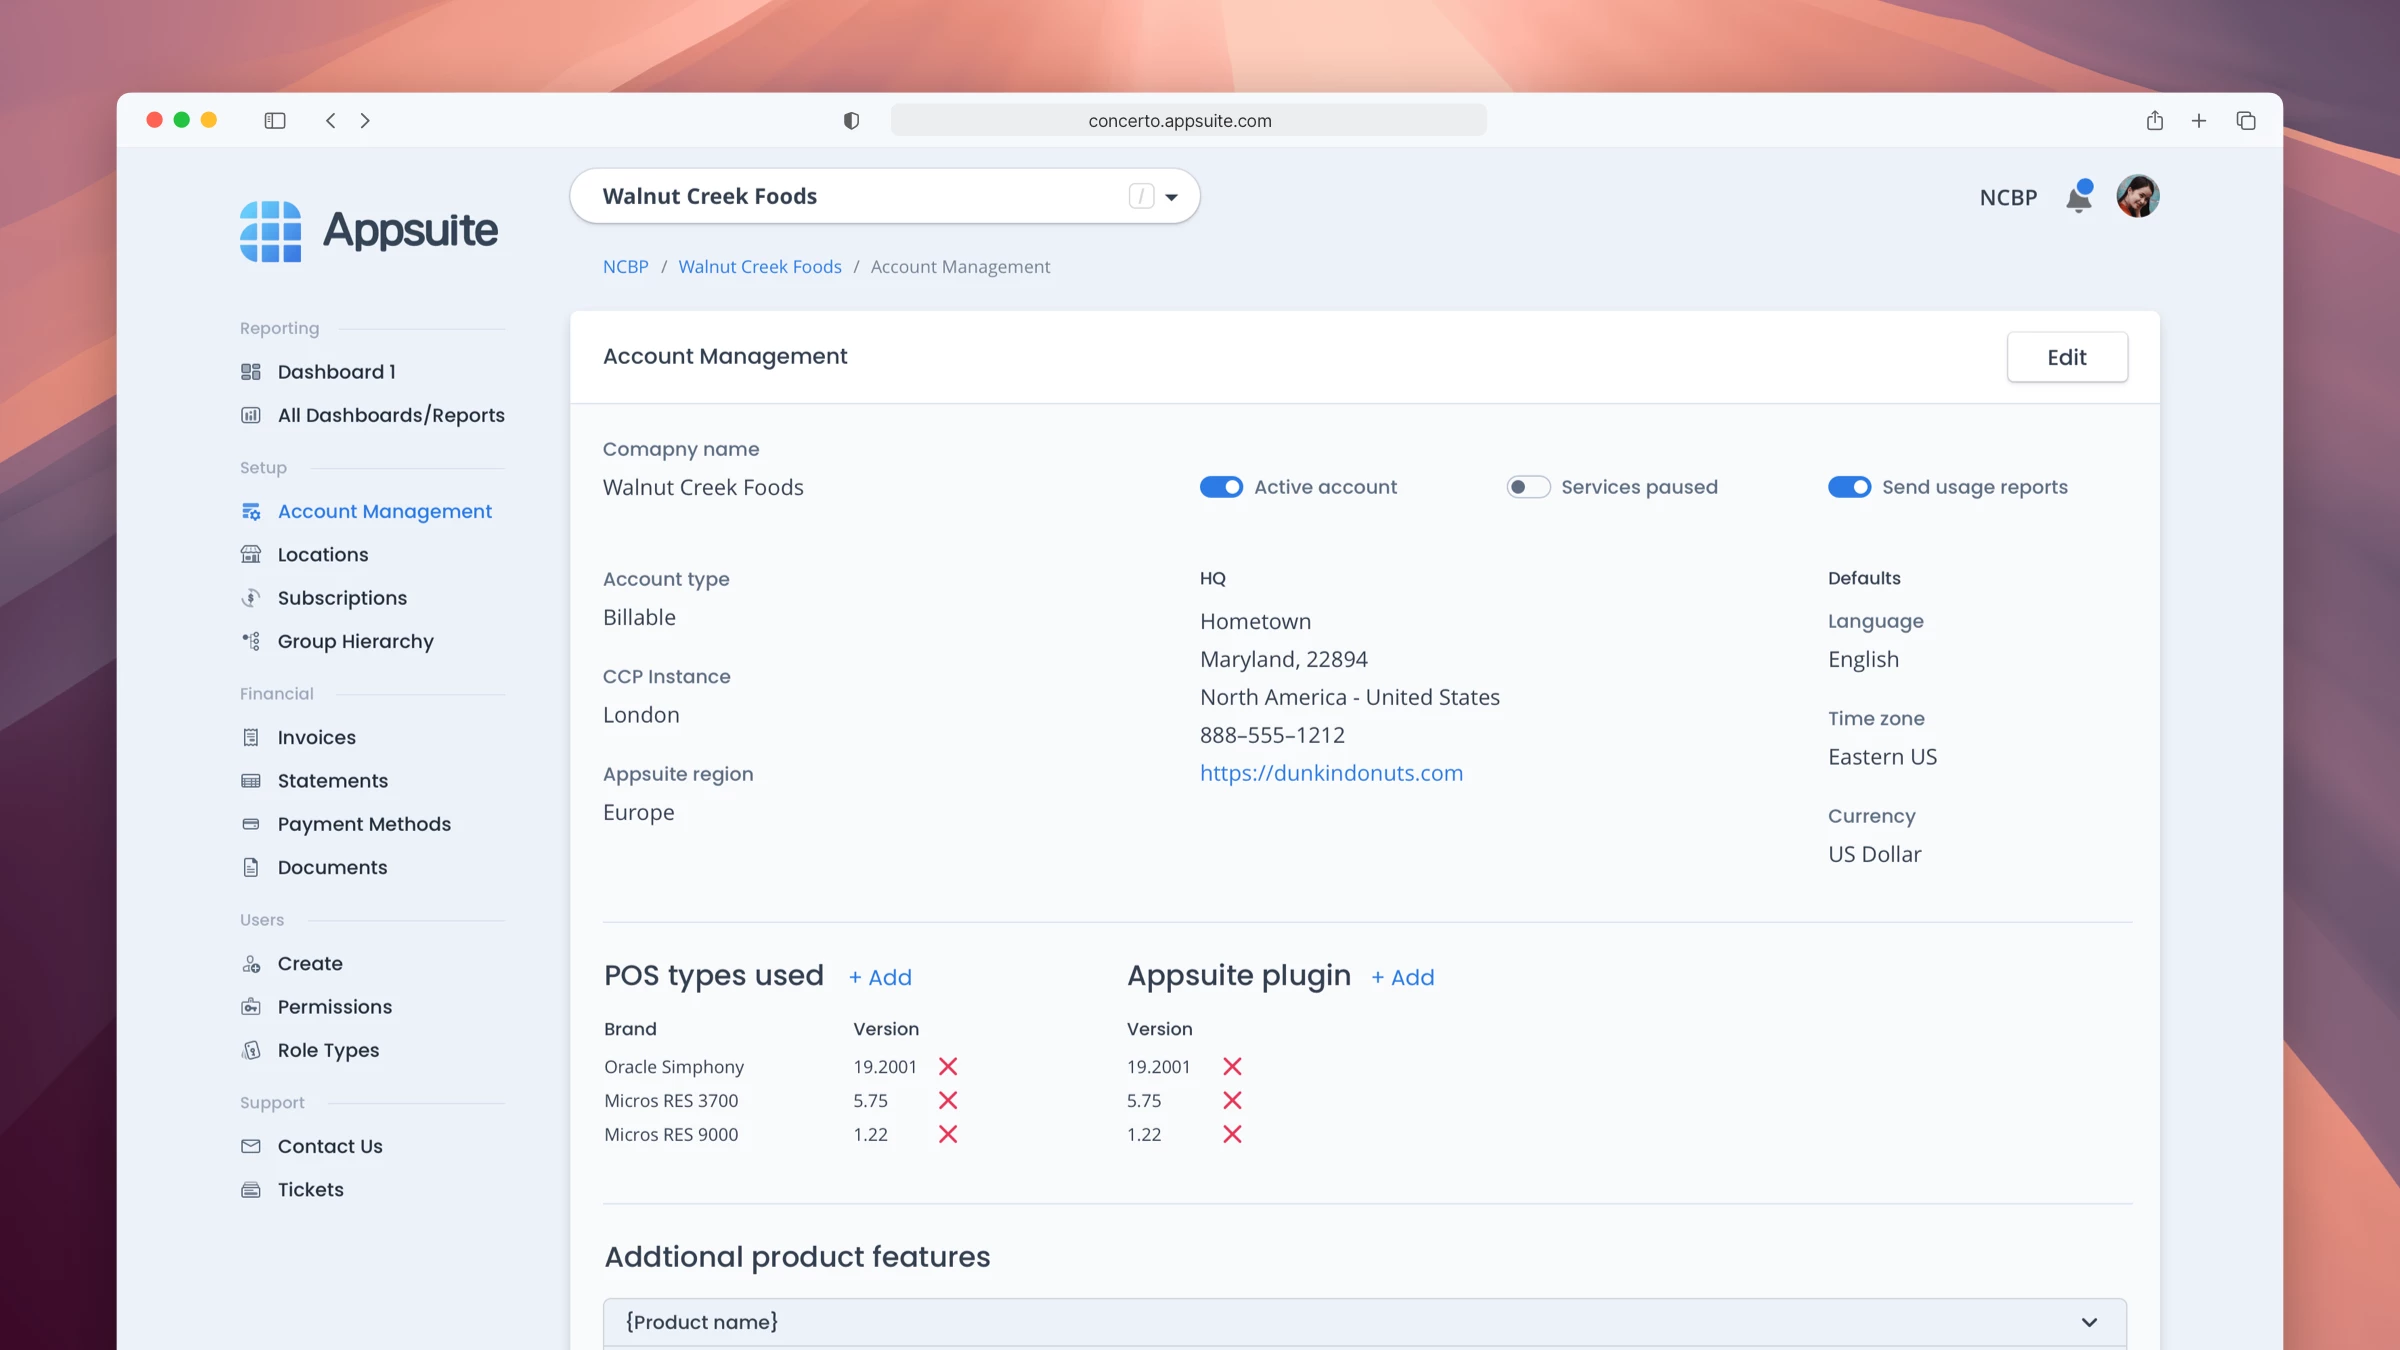 concerto.appsuite.com
Appsuite
Walnut Creek Foods
/
NCBP
NCBP / Walnut Creek Foods / Account Management
Reporting
Dashboard 1
All Dashboards/Reports
Setup
Account Management
Locations
Subscriptions
Group Hierarchy
Financial
Invoices
Statements
Payment Methods
Documents
Users
Create
Permissions
Role Types
Support
Contact Us
Tickets
Account Management
Edit
Comapny name
Walnut Creek Foods
Active account
Services paused
Send usage reports
Account type
Billable
CCP Instance
London
Appsuite region
Europe
HQ
Hometown
Maryland, 22894
North America - United States
888–555–1212
https://dunkindonuts.com
Defaults
Language
English
Time zone
Eastern US
Currency
US Dollar
POS types used + Add
Brand Version
Oracle Simphony 19.2001
Micros RES 3700 5.75
Micros RES 9000 1.22
Appsuite plugin + Add
Version
19.2001
5.75
1.22
Addtional product features
{Product name}